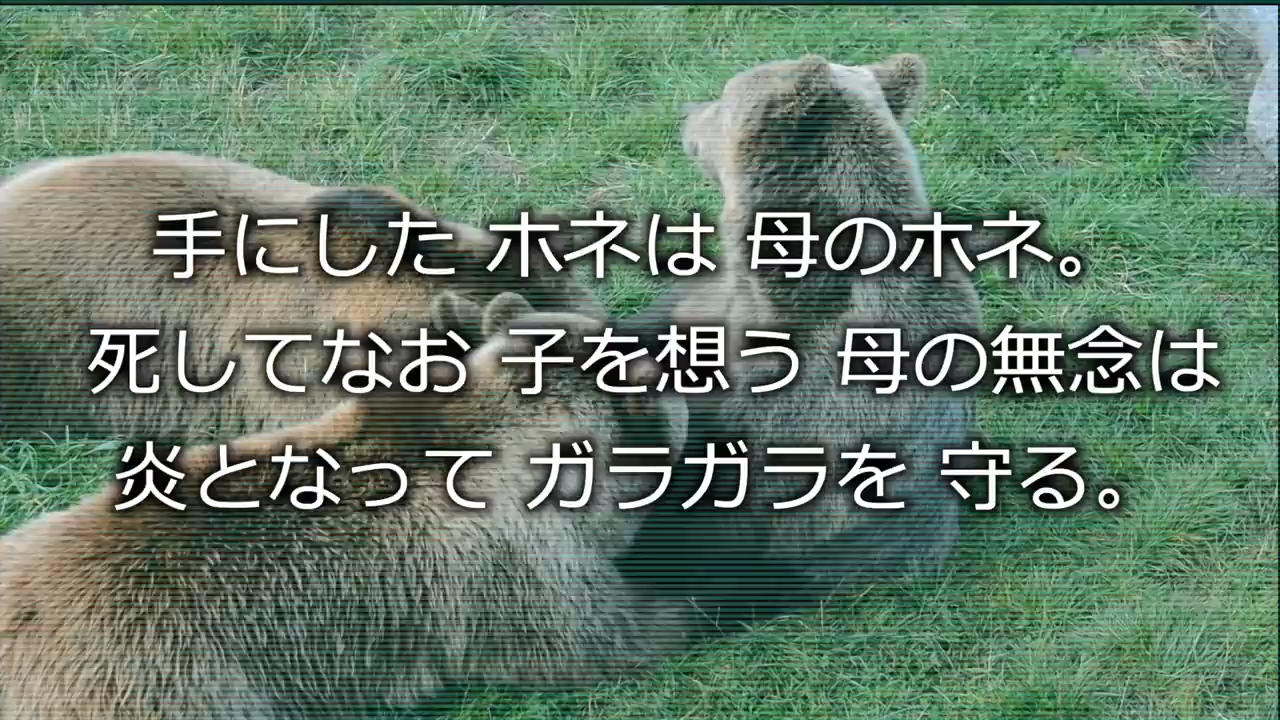 手にした ホネは 母のホネ。
死してなお 子を想う 母の無念は
炎となって ガラガラを 守る。